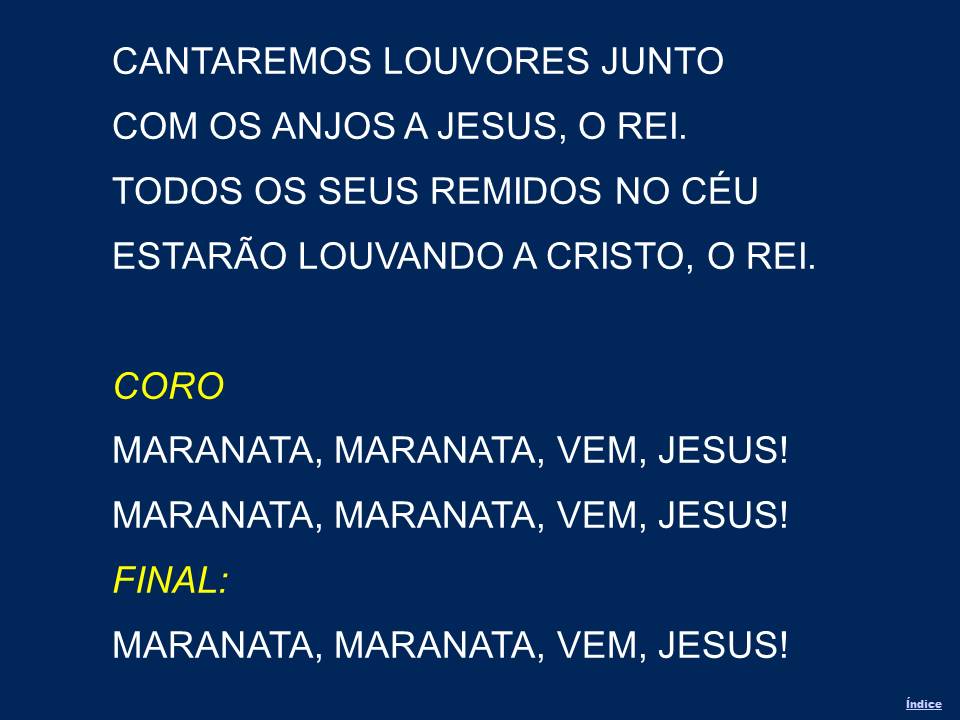 CANTAREMOS LOUVORES JUNTO
COM OS ANJOS A JESUS, O REI.
TODOS OS SEUS REMIDOS NO CÉU
ESTARÃO LOUVANDO A CRISTO, O REI.
CORO
MARANATA, MARANATA, VEM, JESUS!
MARANATA, MARANATA, VEM, JESUS!
FINAL:
MARANATA, MARANATA, VEM, JESUS!
Índice